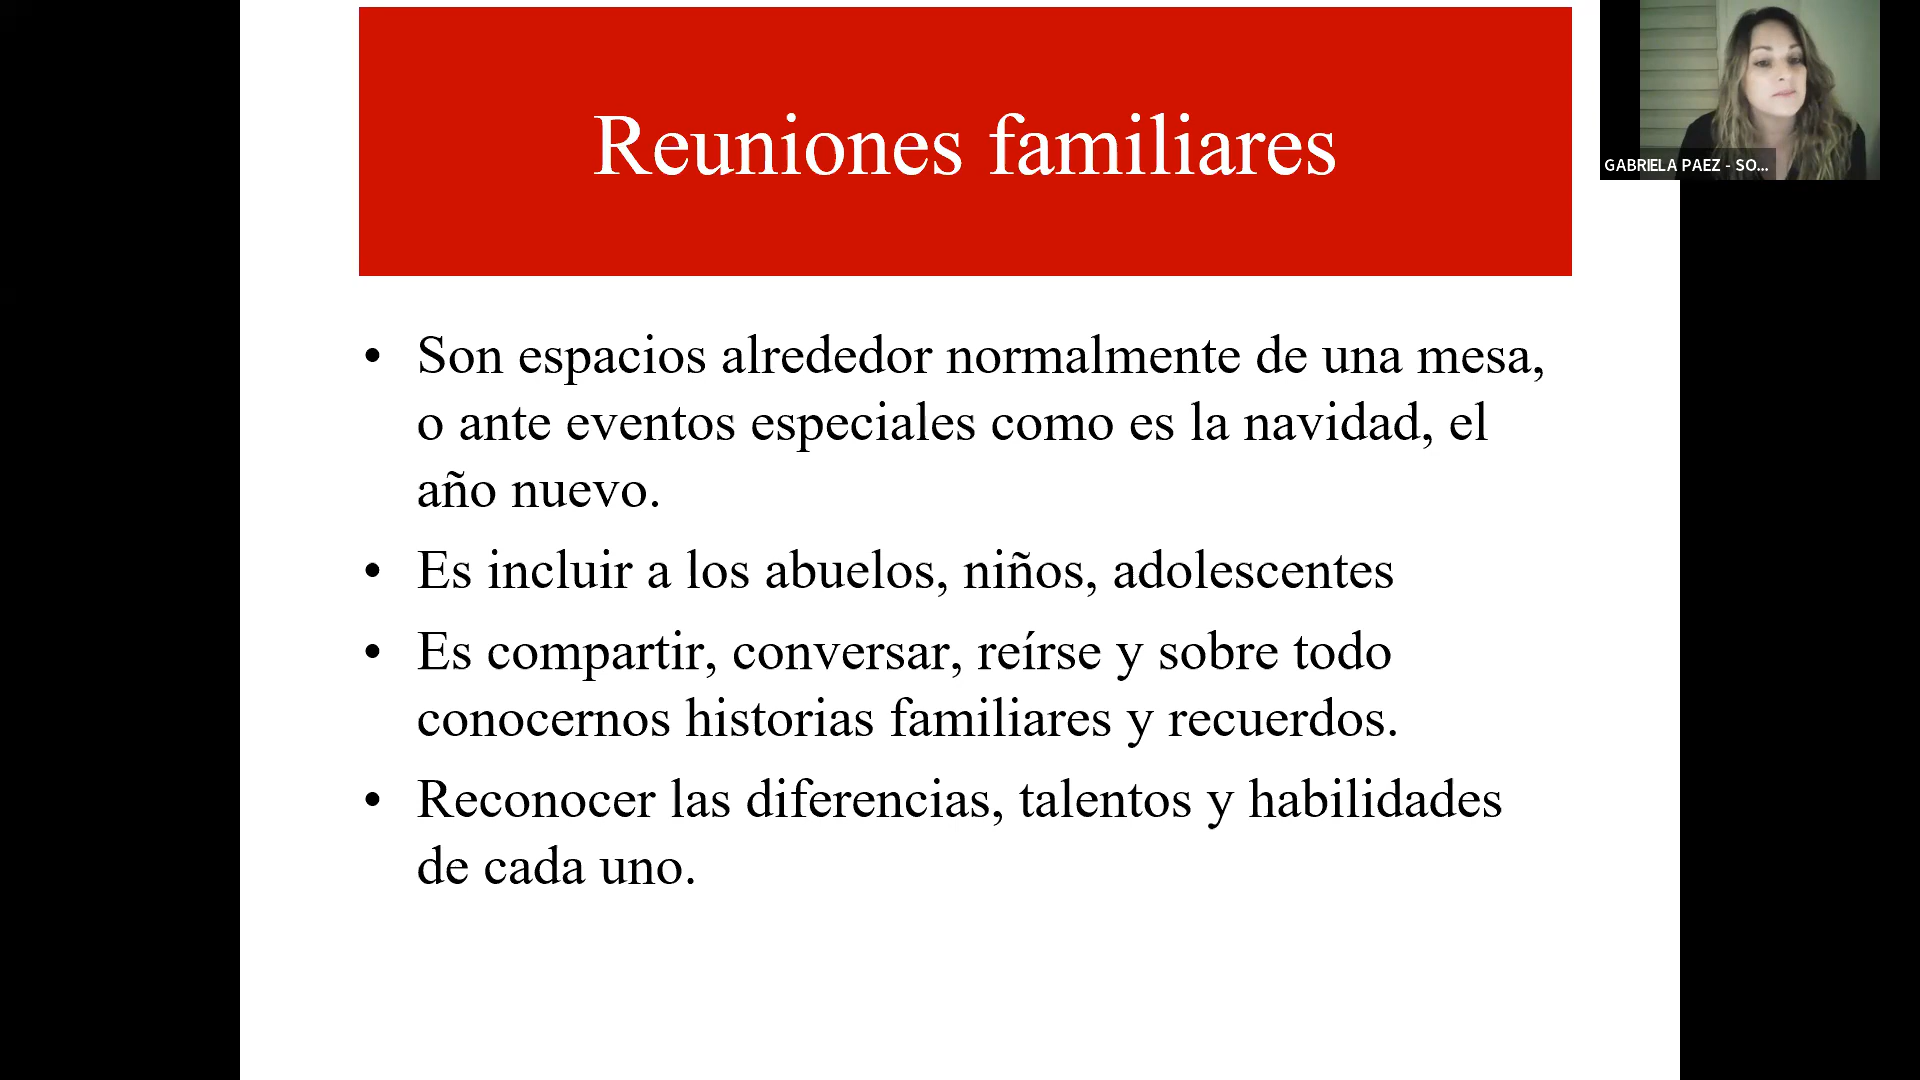 Reuniones familiares
GABRIELA PAEZ - SO...
• Son espacios alrededor normalmente de una mesa,
o ante eventos especiales como es la navidad, el
año nuevo.
• Es incluir a los abuelos, niños, adolescentes
• Es compartir, conversar, reírse y sobre todo
conocernos historias familiares y recuerdos.
• Reconocer las diferencias, talentos y habilidades
de cada uno.